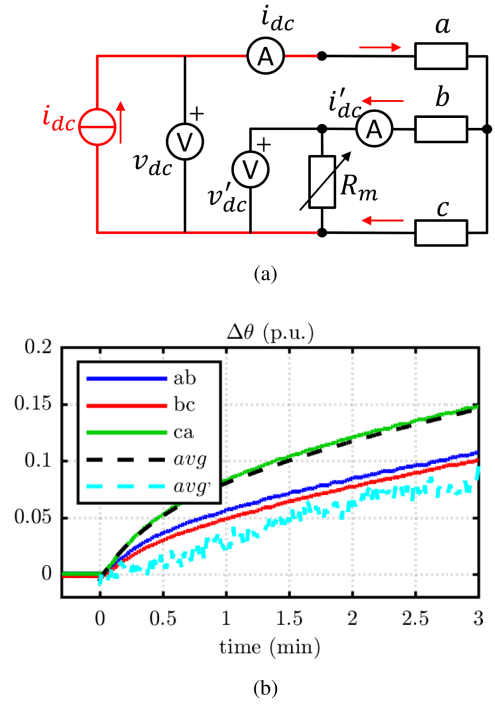 i_dc
A
a
i_dc
+
V
v_dc
i'_dc
A
b
+
V
v'_dc
R_m
c
(a)
Δθ (p.u.)
0.2
0.15
0.1
0.05
0
ab
bc
ca
avg
avg'
0 0.5 1 1.5 2 2.5 3
time (min)
(b)